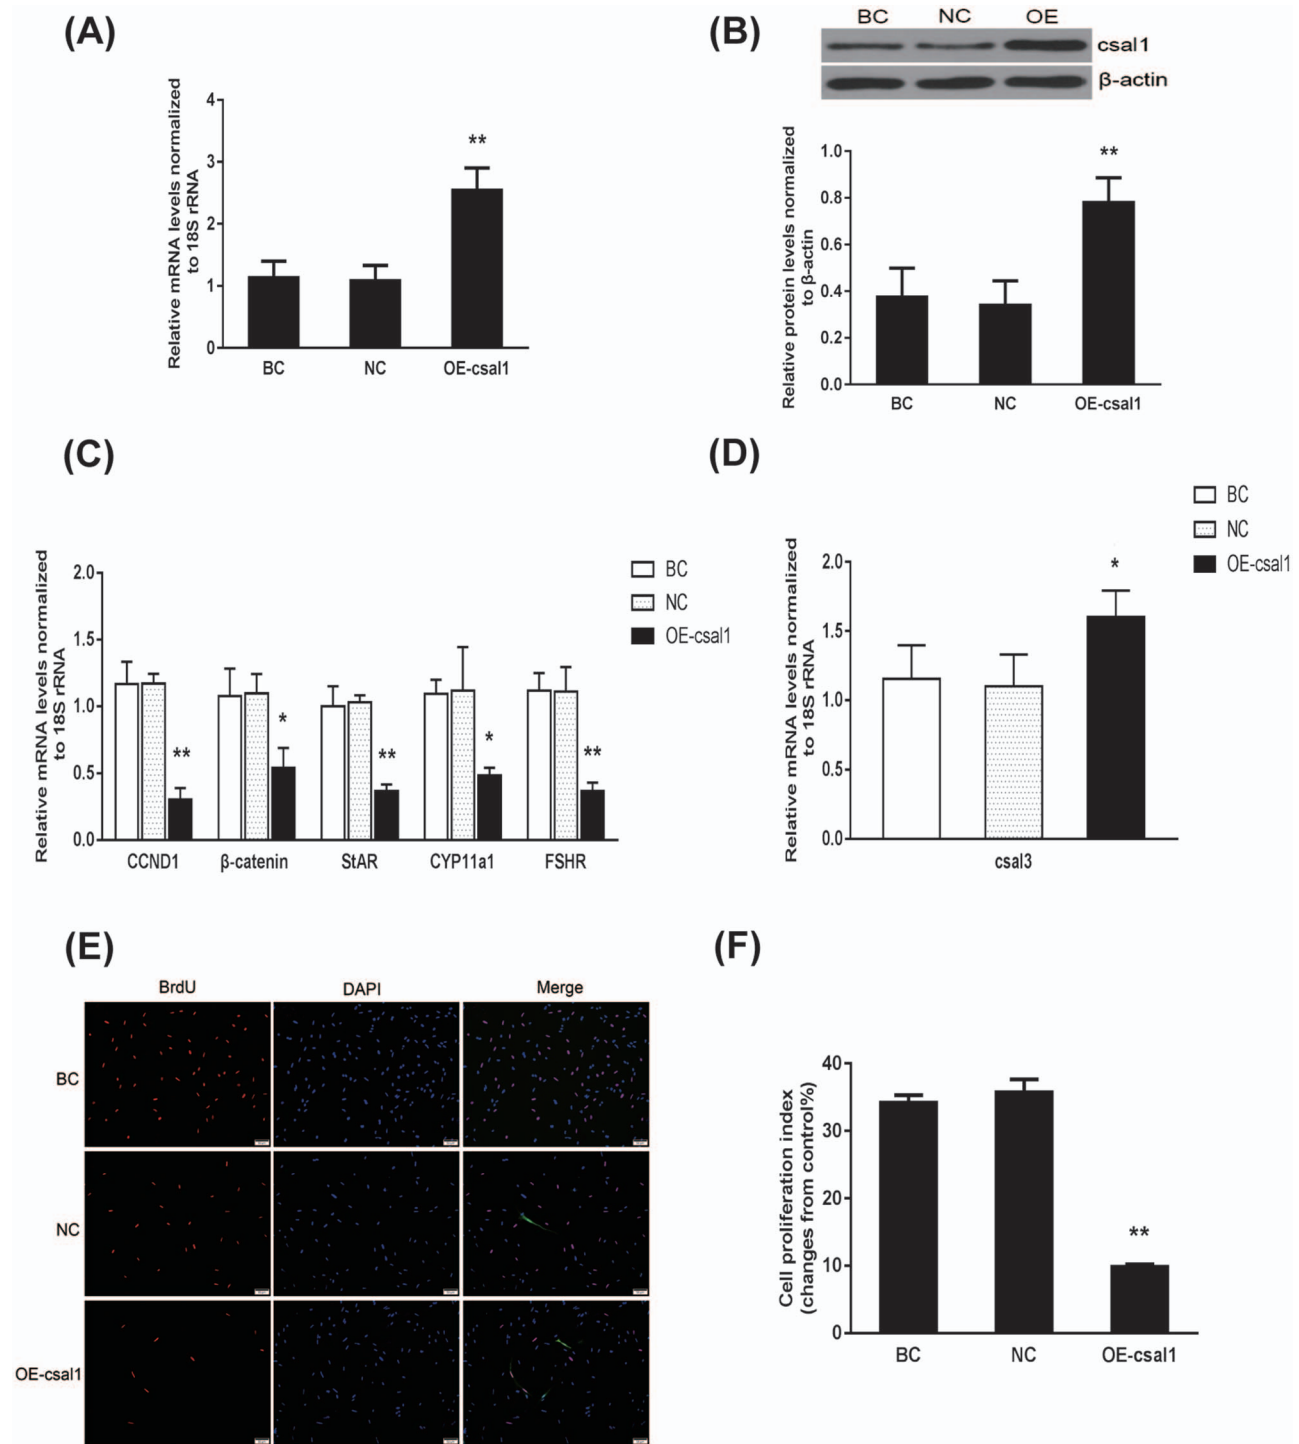 (A)
Relative mRNA levels normalized
to 18S rRNA
4
3
2
1
0
**
BC NC OE-csal1
(B)
BC NC OE
csal1
β-actin
Relative protein levels normalized
to β-actin
1.0
0.8
0.6
0.4
0.2
0.0
**
BC NC OE-csal1
(C)
Relative mRNA levels normalized
to 18S rRNA
2.0
1.5
1.0
0.5
0.0
** * ** * **
CCND1 β-catenin StAR CYP11a1 FSHR
BC
NC
OE-csal1
(D)
Relative mRNA levels normalized
to 18S rRNA
2.0
1.5
1.0
0.5
0.0
*
csal3
BC
NC
OE-csal1
(E)
BrdU DAPI Merge
BC
NC
OE-csal1
(F)
Cell proliferation index
(changes from control%)
40
30
20
10
0
**
BC NC OE-csal1